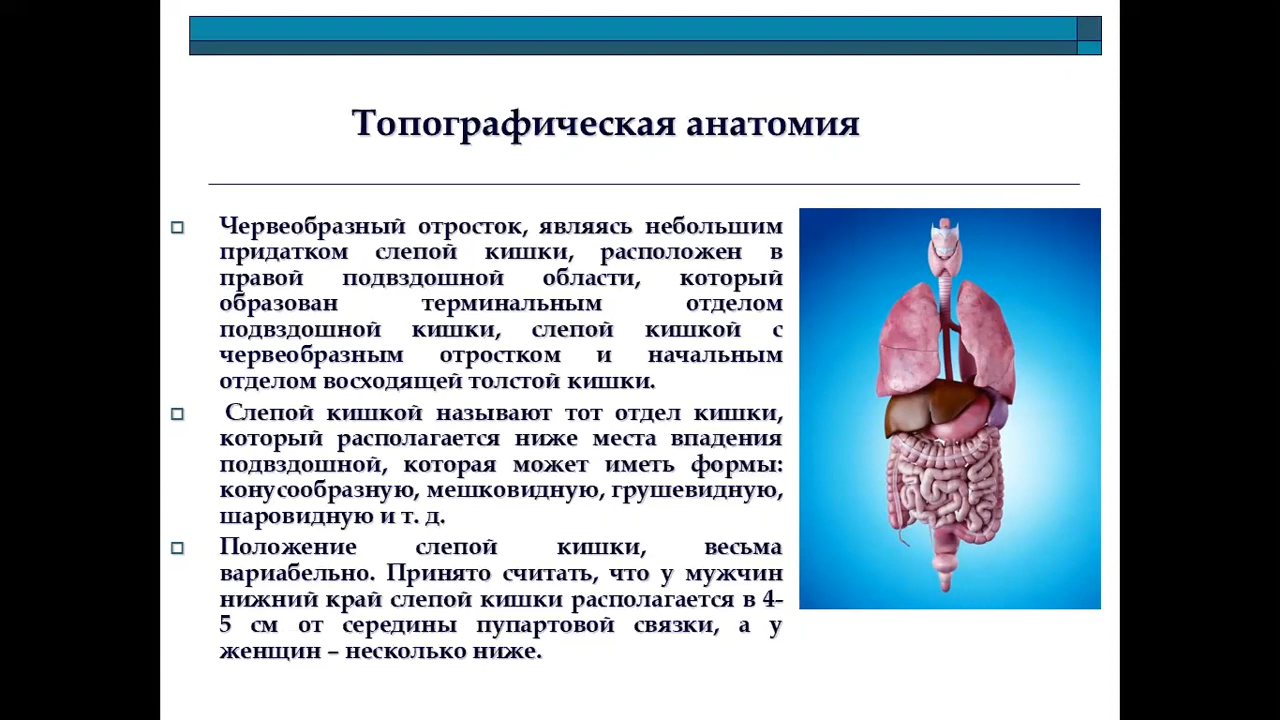 Топографическая анатомия
Червеобразный отросток, являясь небольшим
придатком слепой кишки, расположен в
правой подвздошной области, который
образован терминальным отделом
подвздошной кишки, слепой кишкой с
червеобразным отростком и начальным
отделом восходящей толстой кишки.
Слепой кишкой называют тот отдел кишки,
который располагается ниже места впадения
подвздошной, которая может иметь формы:
конусообразную, мешковидную, грушевидную,
шаровидную и т. д.
Положение слепой кишки, весьма
вариабельно. Принято считать, что у мужчин
нижний край слепой кишки располагается в 4-
5 см от середины пупартовой связки, а у
женщин – несколько ниже.